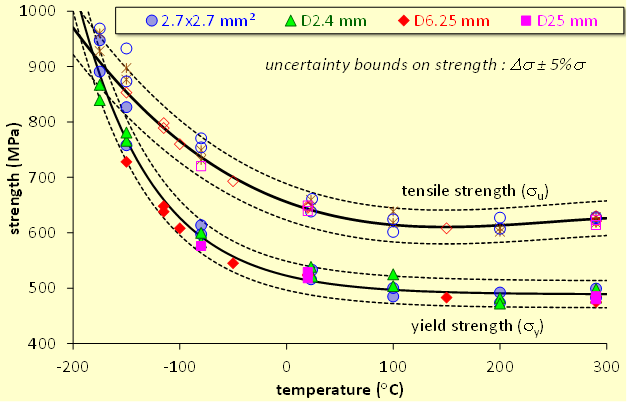 2.7x2.7 mm² D2.4 mm D6.25 mm D25 mm
uncertainty bounds on strength : Δσ ± 5%σ
strength (MPa)
1000
900
800
700
600
500
400
tensile strength (σu)
yield strength (σy)
-200 -100 0 100 200 300
temperature (°C)